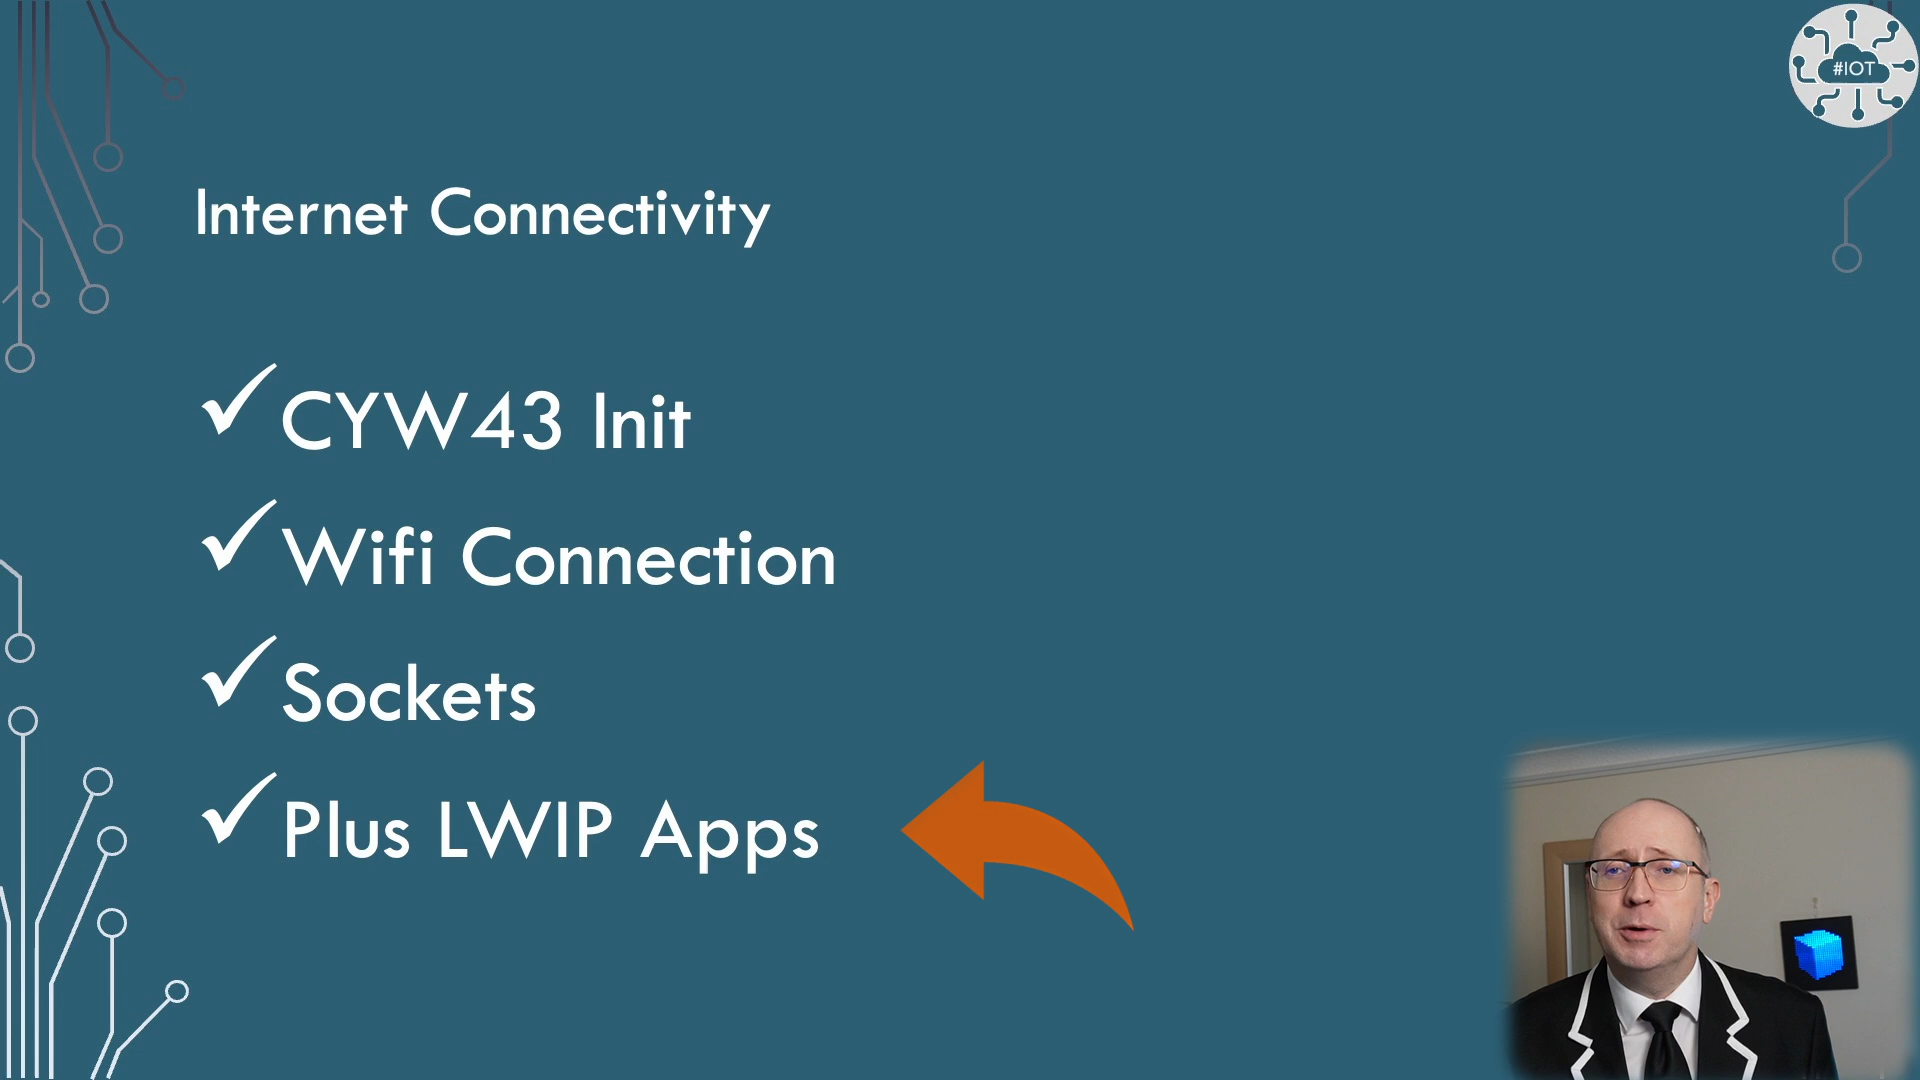 #IOT
Internet Connectivity
CYW43 Init
Wifi Connection
Sockets
Plus LWIP Apps